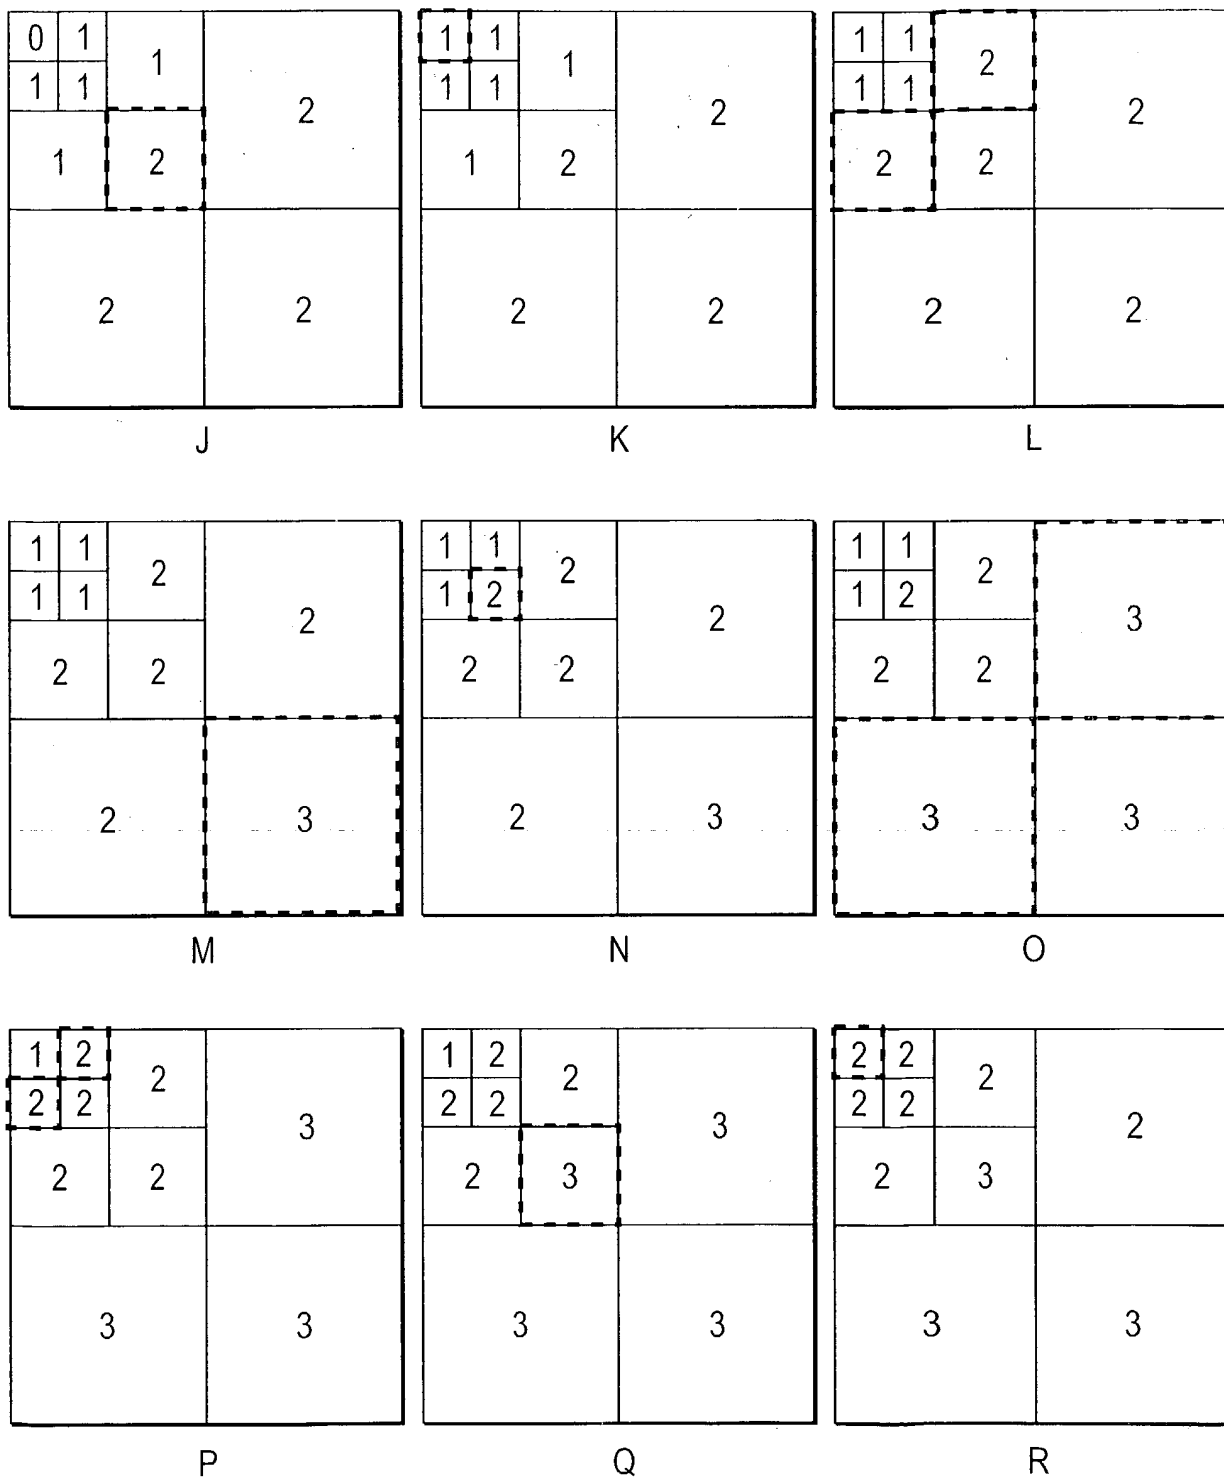 0 1 1 2 1 1 1 2 1 1 2 2
1 1 1 1 1 1
1 2 1 2 2 2
2 2 2 2 2 2
J K L
1 1 2 2 1 1 2 2 1 1 2 3
1 1 1 2 1 2
2 2 2 2 2 2
2 3 2 3 3 3
M N O
1 2 2 3 1 2 2 3 2 2 2 2
2 2 2 2 2 2
2 2 2 3 2 3
3 3 3 3 3 3
P Q R